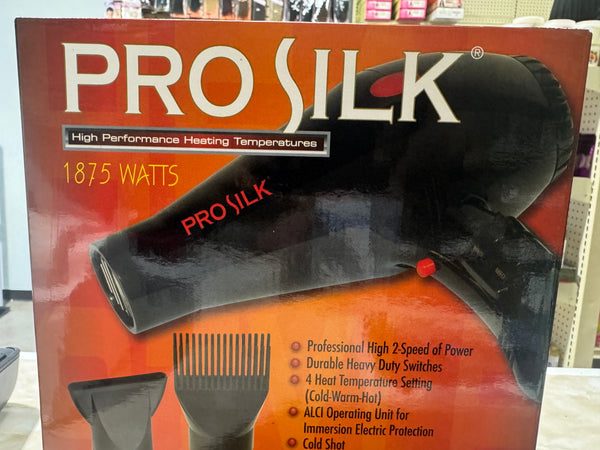 PRO SILK®
High Performance Heating Temperatures
1875 WATTS
PRO SILK
Professional High 2-Speed of Power
Durable Heavy Duty Switches
4 Heat Temperature Setting
(Cold-Warm-Hot)
ALCI Operating Unit for
Immersion Electric Protection
Cold Shot